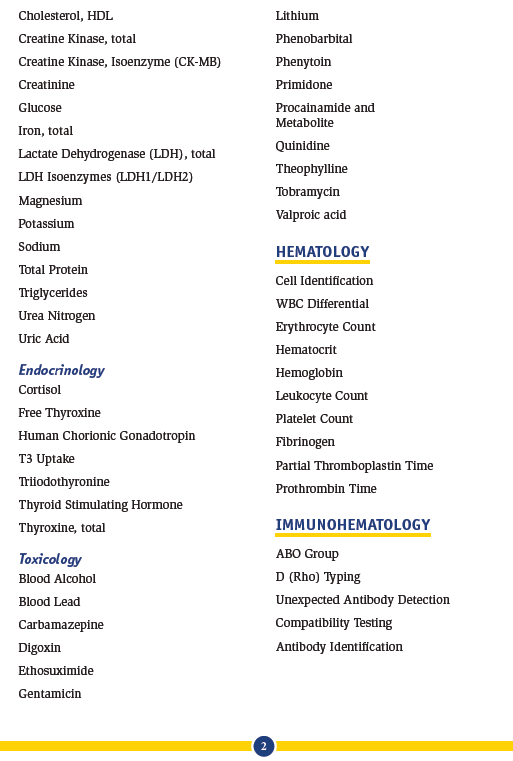 Cholesterol, HDL
Creatine Kinase, total
Creatine Kinase, Isoenzyme (CK-MB)
Creatinine
Glucose
Iron, total
Lactate Dehydrogenase (LDH), total
LDH Isoenzymes (LDH1/LDH2)
Magnesium
Potassium
Sodium
Total Protein
Triglycerides
Urea Nitrogen
Uric Acid
Endocrinology
Cortisol
Free Thyroxine
Human Chorionic Gonadotropin
T3 Uptake
Triiodothyronine
Thyroid Stimulating Hormone
Thyroxine, total
Toxicology
Blood Alcohol
Blood Lead
Carbamazepine
Digoxin
Ethosuximide
Gentamicin
Lithium
Phenobarbital
Phenytoin
Primidone
Procainamide and
Metabolite
Quinidine
Theophylline
Tobramycin
Valproic acid
HEMATOLOGY
Cell Identification
WBC Differential
Erythrocyte Count
Hematocrit
Hemoglobin
Leukocyte Count
Platelet Count
Fibrinogen
Partial Thromboplastin Time
Prothrombin Time
IMMUNOHEMATOLOGY
ABO Group
D (Rho) Typing
Unexpected Antibody Detection
Compatibility Testing
Antibody Identification
2